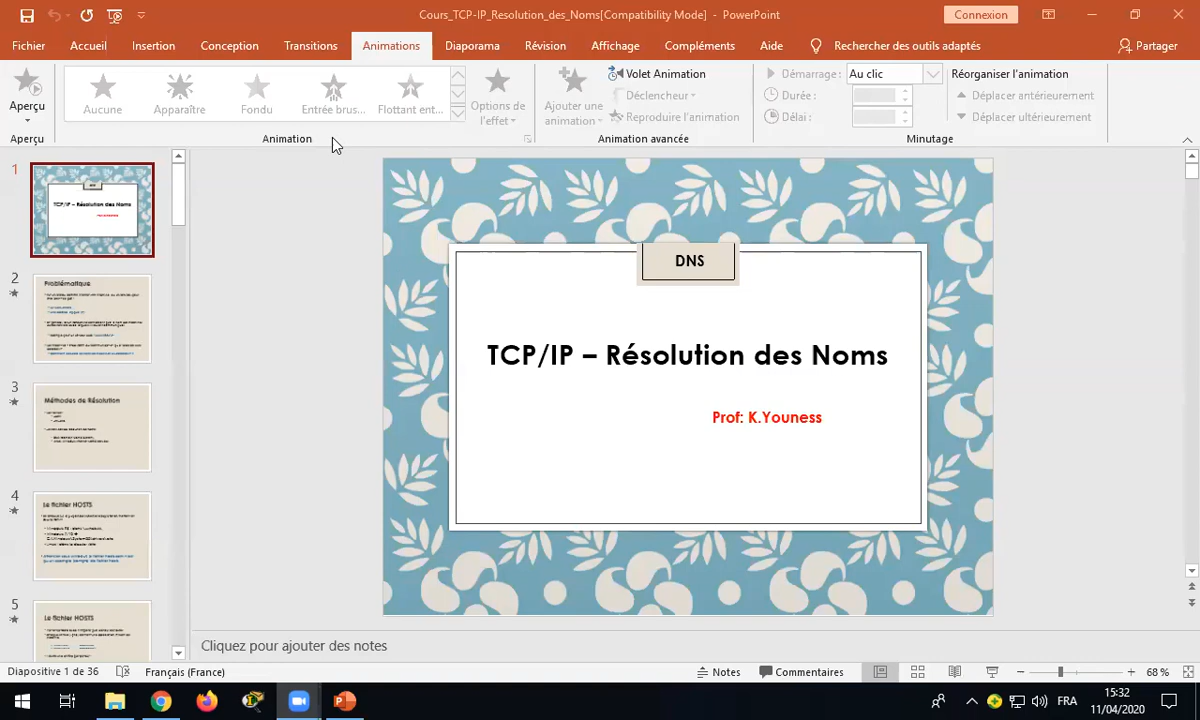 Cours_TCP-IP_Resolution_des_Noms[Compatibility Mode] - PowerPoint
Connexion
Fichier Accueil Insertion Conception Transitions Animations Diaporama Révision Affichage Compléments Aide Rechercher des outils adaptés Partager
Aperçu
Aucune Apparaître Fondu Entrée brus... Flottant ent...
Options de
l'effet
Ajouter une
animation
Volet Animation
Déclencheur
Reproduire l'animation
Démarrage : Au clic
Durée :
Délai :
Réorganiser l'animation
Déplacer antérieurement
Déplacer ultérieurement
Aperçu Animation Animation avancée Minutage
1
TCP/IP – Résolution des Noms
2
Problématique
3
Méthodes de Résolution
4
Le fichier HOSTS
5
Le fichier HOSTS
DNS
TCP/IP – Résolution des Noms
Prof: K.Youness
Cliquez pour ajouter des notes
Diapositive 1 de 36 Français (France) Notes Commentaires 68 %
FRA
15:32
11/04/2020